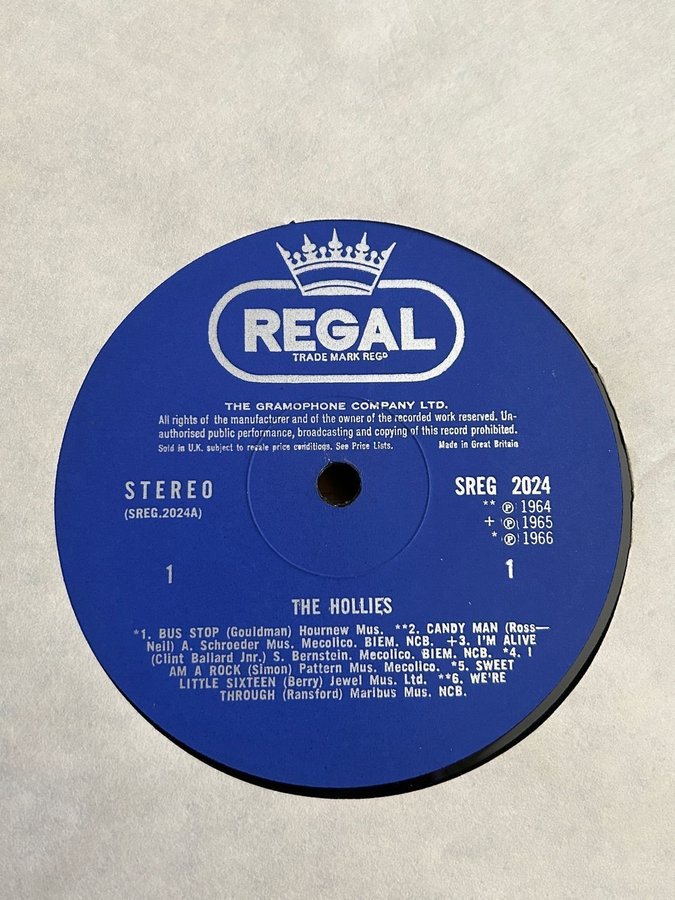 REGAL
TRADE MARK REGD
THE GRAMOPHONE COMPANY LTD.
All rights of the manufacturer and of the owner of the recorded work reserved. Un-
authorised public performance, broadcasting and copying of this record prohibited.
Sold in U.K. subject to resale price conditions. See Price Lists. Made in Great Britain
STEREO
(SREG.2024A)
1
SREG 2024
** ℗ 1964
+ ℗ 1965
* ℗ 1966
1
THE HOLLIES
*1. BUS STOP (Gouldman) Hournew Mus. **2. CANDY MAN (Ross—
Neil) A. Schroeder Mus. Mecolico. BIEM. NCB. +3. I'M ALIVE
(Clint Ballard Jnr.) S. Bernstein. Mecolico. BIEM. NCB. *4. I
AM A ROCK (Simon) Pattern Mus. Mecolico. *5. SWEET
LITTLE SIXTEEN (Berry) Jewel Mus. Ltd. **6. WE'RE
THROUGH (Ransford) Maribus Mus. NCB.